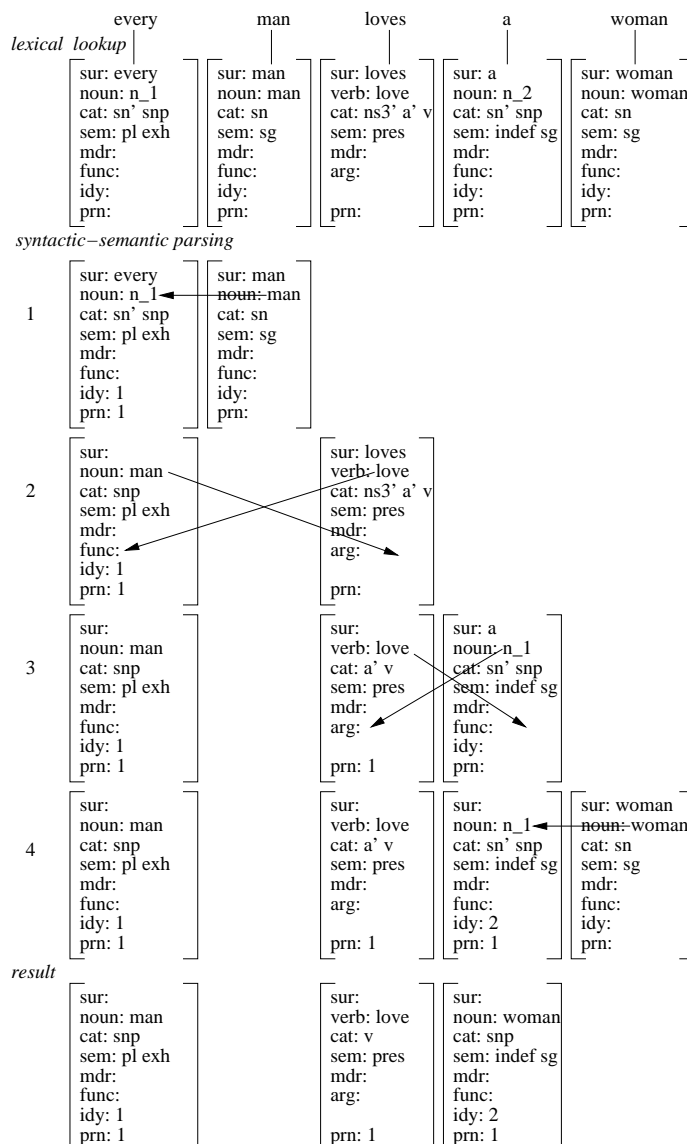 every man loves a woman
lexical lookup
sur: every sur: man sur: loves sur: a sur: woman
noun: n_1 noun: man verb: love noun: n_2 noun: woman
cat: sn’ snp cat: sn cat: ns3’ a’ v cat: sn’ snp cat: sn
sem: pl exh sem: sg sem: pres sem: indef sg sem: sg
mdr: mdr: mdr: mdr: mdr:
func: func: arg: func: func:
idy: idy: idy: idy:
prn: prn: prn: prn: prn:
syntactic−semantic parsing
sur: every sur: man
noun: n_1 noun: man
1 cat: sn’ snp cat: sn
sem: pl exh sem: sg
mdr: mdr:
func: func:
idy: 1 idy:
prn: 1 prn:
sur: sur: loves
noun: man verb: love
2 cat: snp cat: ns3’ a’ v
sem: pl exh sem: pres
mdr: mdr:
func: arg:
idy: 1
prn: 1 prn:
sur: sur: sur: a
noun: man verb: love noun: n_1
3 cat: snp cat: a’ v cat: sn’ snp
sem: pl exh sem: pres sem: indef sg
mdr: mdr: mdr:
func: arg: func:
idy: 1 idy:
prn: 1 prn: 1 prn:
sur: sur: sur: sur: woman
noun: man verb: love noun: n_1 noun: woman
4 cat: snp cat: a’ v cat: sn’ snp cat: sn
sem: pl exh sem: pres sem: indef sg sem: sg
mdr: mdr: mdr: mdr:
func: arg: func: func:
idy: 1 idy: 2 idy:
prn: 1 prn: 1 prn: 1 prn:
result
sur: sur: sur:
noun: man verb: love noun: woman
cat: snp cat: v cat: snp
sem: pl exh sem: pres sem: indef sg
mdr: mdr: mdr:
func: arg: func:
idy: 1 idy: 2
prn: 1 prn: 1 prn: 1